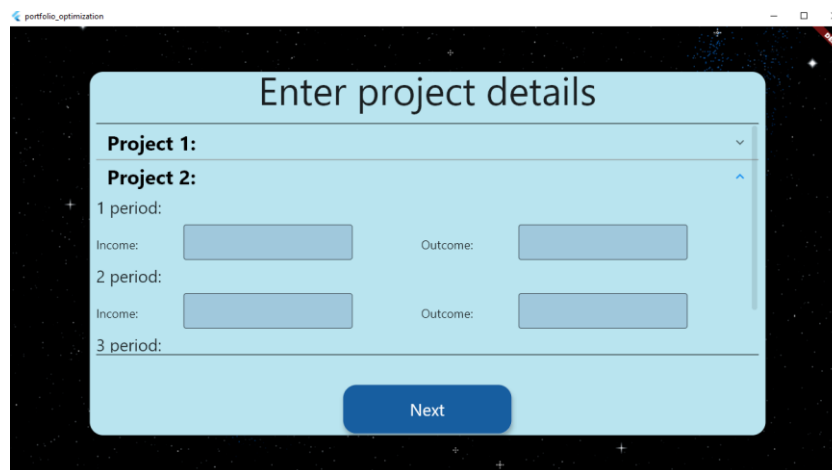 portfolio_optimization
Enter project details
Project 1:
Project 2:
1 period:
Income: Outcome:
2 period:
Income: Outcome:
3 period:
Next